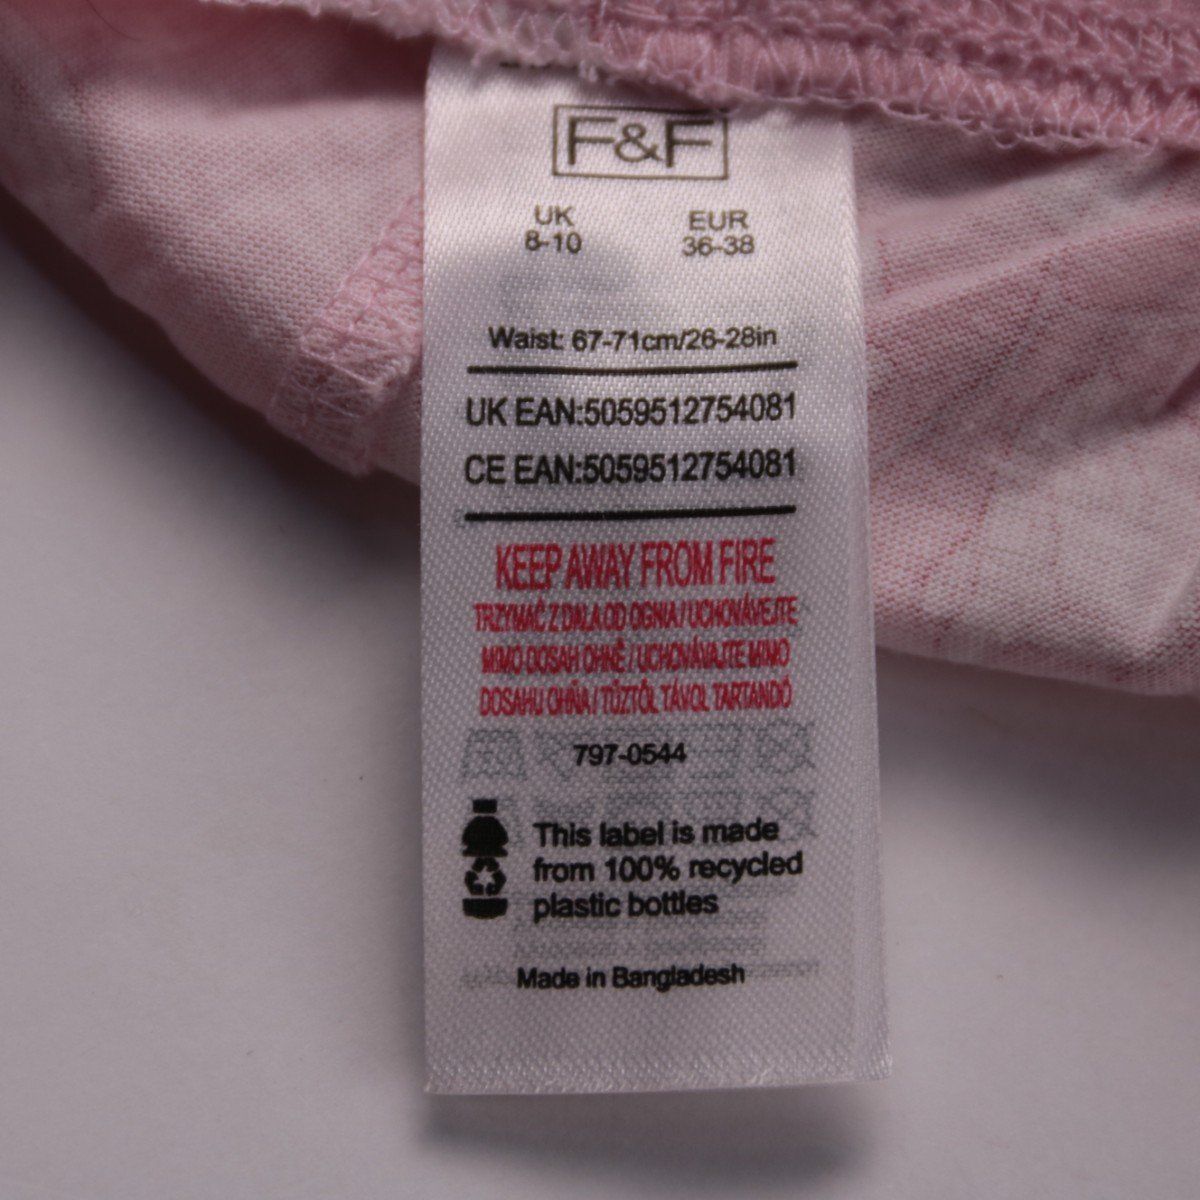 F&F
UK EUR
8-10 36-38
Waist: 67-71cm/26-28in
UK EAN:5059512754081
CE EAN:5059512754081
KEEP AWAY FROM FIRE
TRZYMAĆ Z DALA OD OGNIA / UCHOVÁVEJTE
MIMO DOSAH OHNĚ / UCHOVÁVAJTE MIMO
DOSAHU OHŇA / TŰZTŐL TÁVOL TARTANDÓ
797-0544
This label is made
from 100% recycled
plastic bottles
Made in Bangladesh